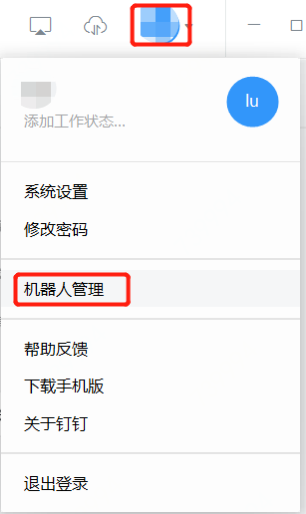 lu
添加工作状态...
系统设置
修改密码
机器人管理
帮助反馈
下载手机版
关于钉钉
退出登录